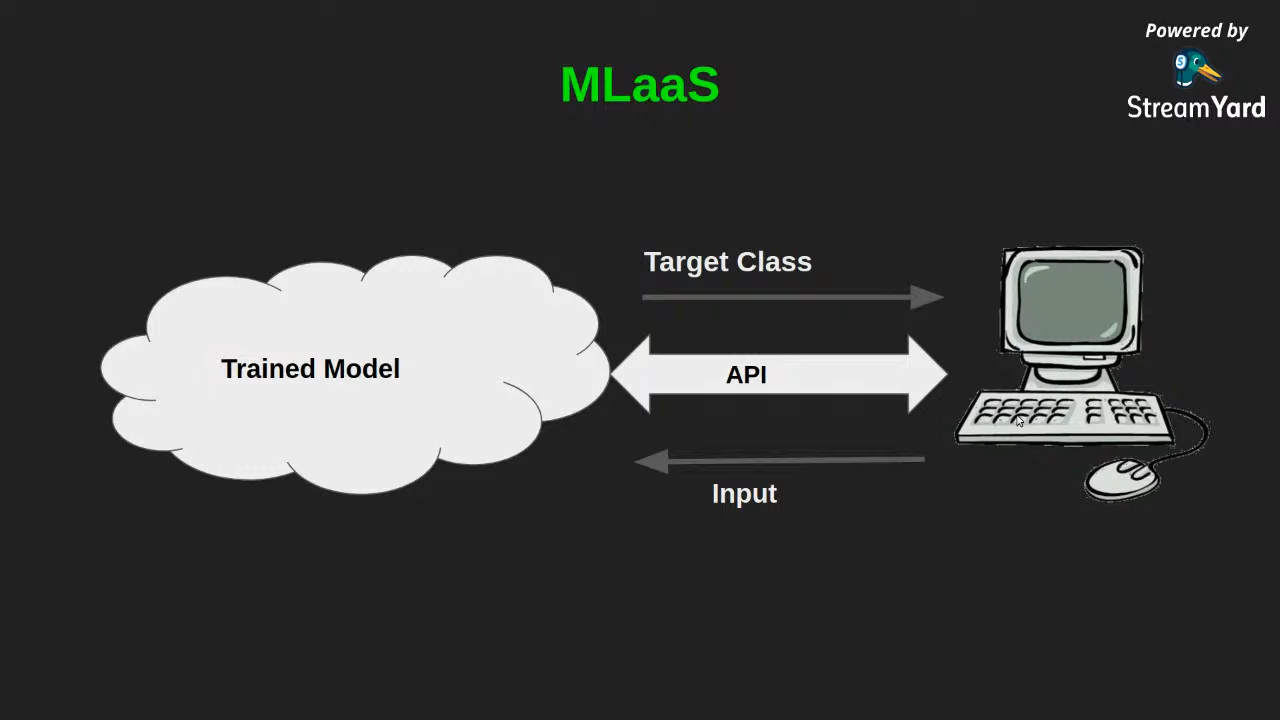 Powered by
StreamYard
MLaaS
Target Class
Trained Model
API
Input